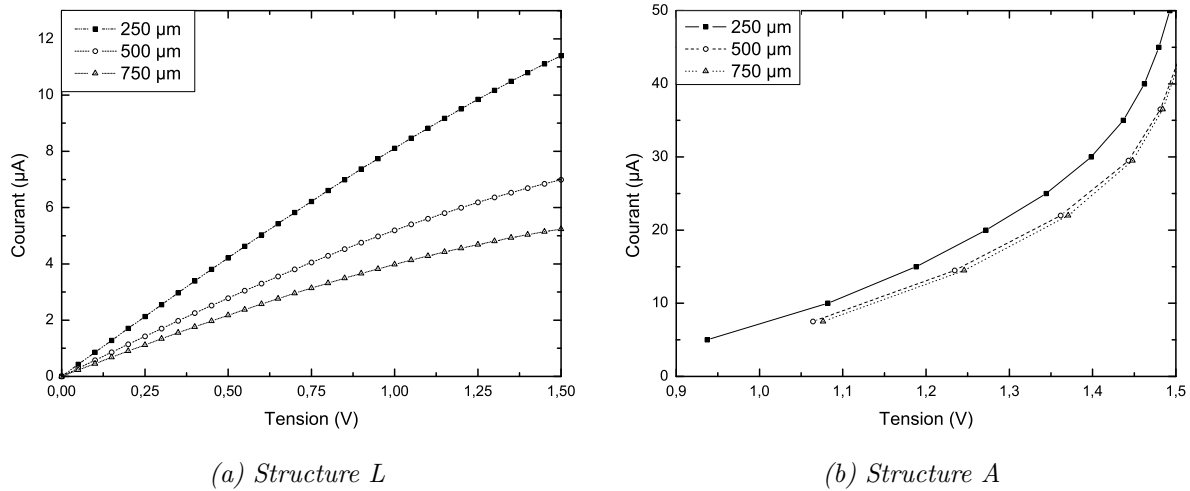 12
10
8
6
4
2
0
Courant (µA)
250 µm
500 µm
750 µm
0,00 0,25 0,50 0,75 1,00 1,25 1,50
Tension (V)
(a) Structure L
50
40
30
20
10
0
Courant (µA)
250 µm
500 µm
750 µm
0,9 1,0 1,1 1,2 1,3 1,4 1,5
Tension (V)
(b) Structure A